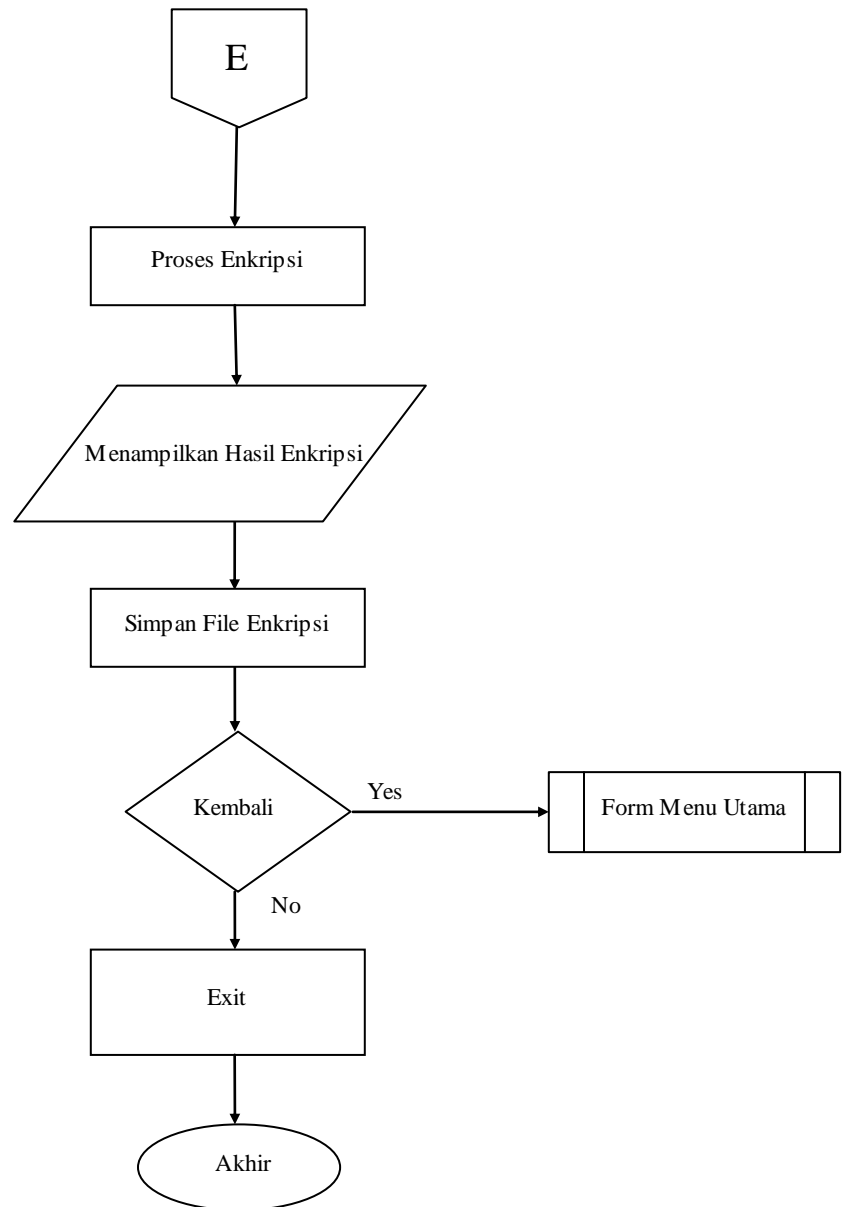 E
Proses Enkripsi
Menampilkan Hasil Enkripsi
Simpan File Enkripsi
Kembali
Yes
Form Menu Utama
No
Exit
Akhir